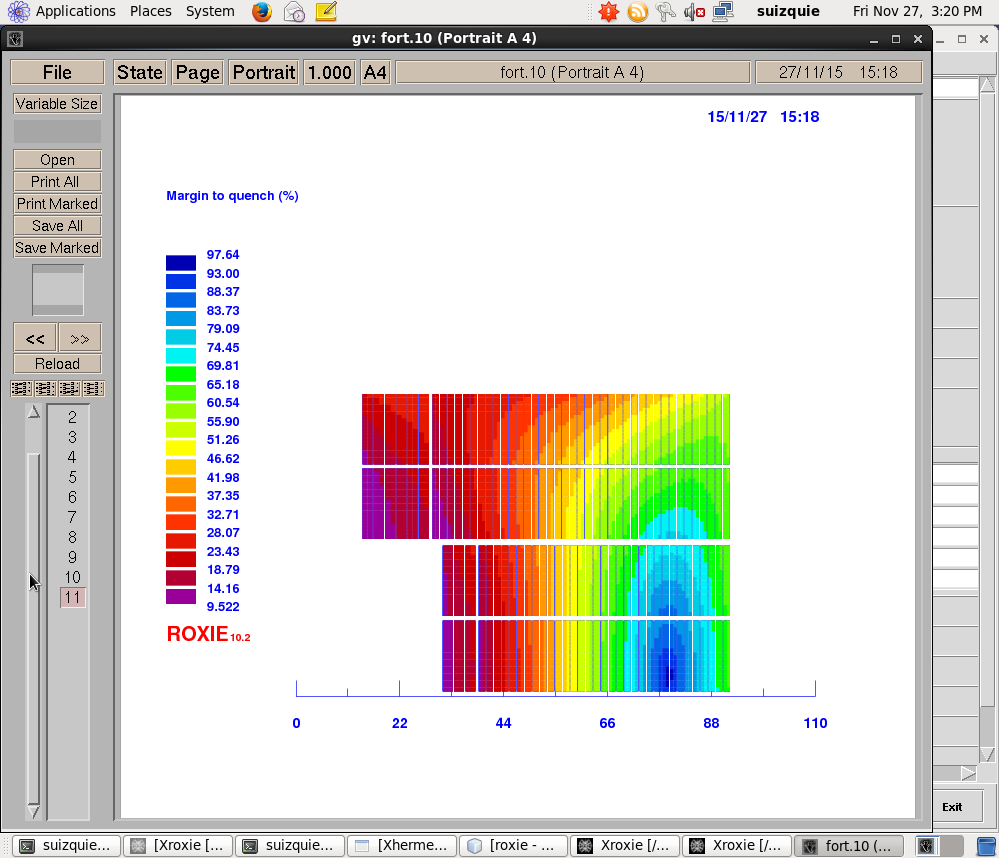 Applications Places System suizquie Fri Nov 27, 3:20 PM
gv: fort.10 (Portrait A 4)
File State Page Portrait 1.000 A4 fort.10 (Portrait A 4) 27/11/15 15:18
Variable Size
Open
Print All
Print Marked
Save All
Save Marked
<< >>
Reload
2
3
4
5
6
7
8
9
10
11
15/11/27 15:18
Margin to quench (%)
97.64
93.00
88.37
83.73
79.09
74.45
69.81
65.18
60.54
55.90
51.26
46.62
41.98
37.35
32.71
28.07
23.43
18.79
14.16
9.522
ROXIE 10.2
0 22 44 66 88 110
Exit
suizquie... [Xroxie [... suizquie... [Xherme... [roxie - ... Xroxie [/... Xroxie [/... fort.10 (...